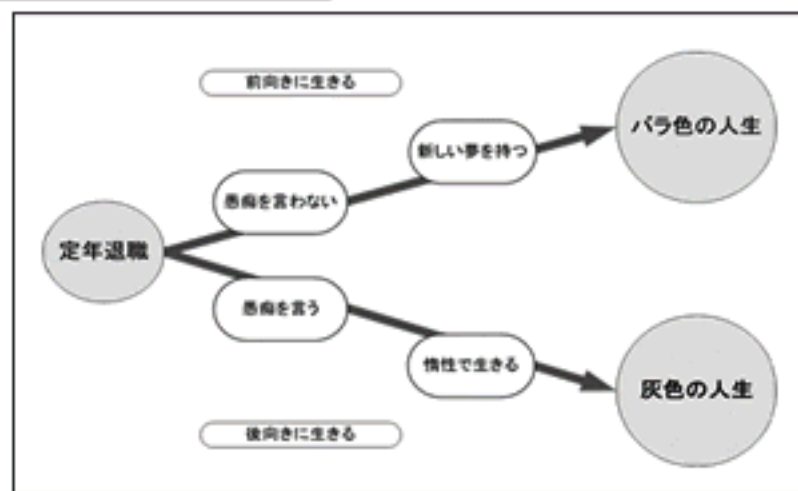 前向きに生きる
バラ色の人生
新しい夢を持つ
愚痴を言わない
定年退職
愚痴を言う
惰性で生きる
灰色の人生
後向きに生きる